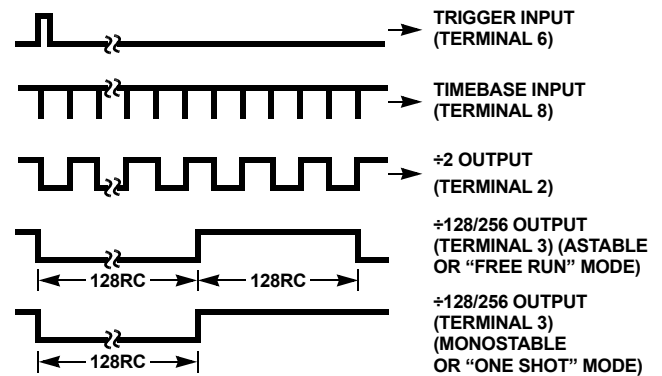 TRIGGER INPUT
(TERMINAL 6)
TIMEBASE INPUT
(TERMINAL 8)
÷2 OUTPUT
(TERMINAL 2)
÷128/256 OUTPUT
(TERMINAL 3) (ASTABLE
OR “FREE RUN” MODE)
128RC
128RC
÷128/256 OUTPUT
(TERMINAL 3)
(MONOSTABLE
OR “ONE SHOT” MODE)
128RC